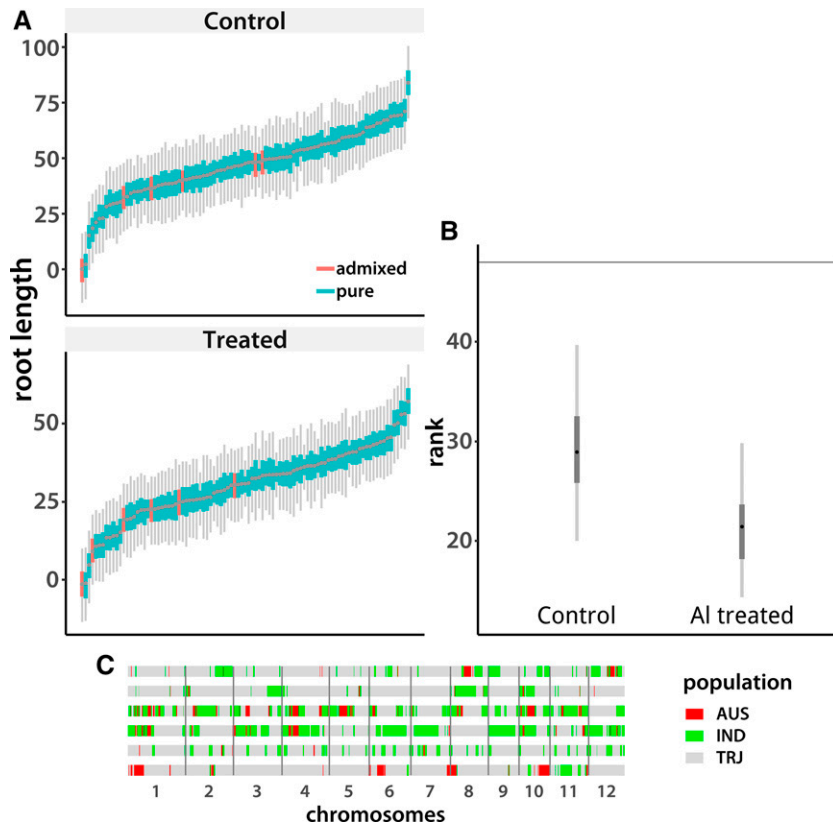 A
Control
100
75
50
25
0
admixed
pure
root length
Treated
50
25
0
B
40
30
20
rank
Control
Al treated
C
1 2 3 4 5 6 7 8 9 10 11 12
chromosomes
population
AUS
IND
TRJ